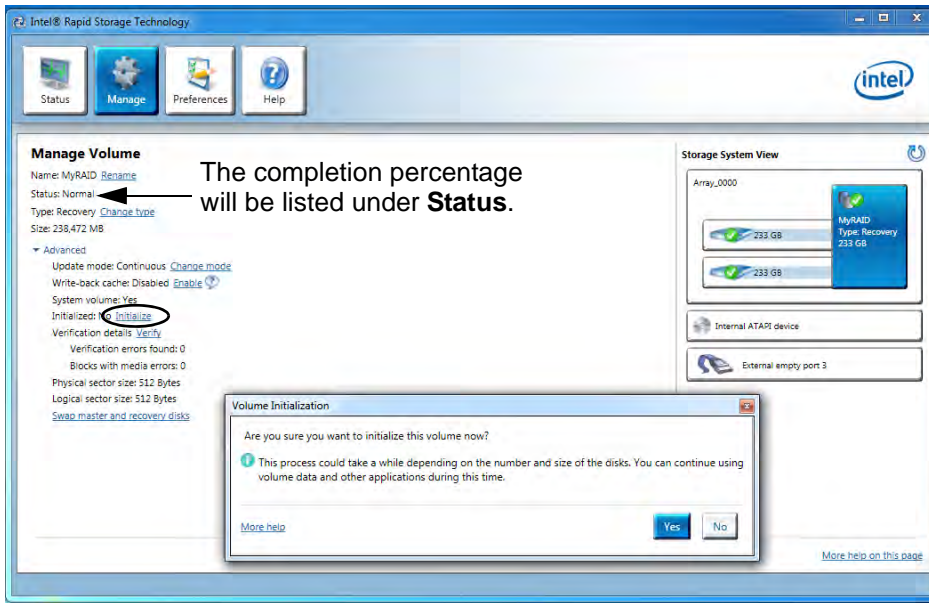 Intel® Rapid Storage Technology
Status
Manage
Preferences
Help
intel
Manage Volume
Name: MyRAID Rename
Status: Normal
Type: Recovery Change type
Size: 238,472 MB
Advanced
Update mode: Continuous Change mode
Write-back cache: Disabled Enable
System volume: Yes
Initialized: No Initialize
Verification details Verify
Verification errors found: 0
Blocks with media errors: 0
Physical sector size: 512 Bytes
Logical sector size: 512 Bytes
Swap master and recovery disks
The completion percentage
will be listed under Status.
Storage System View
Array_0000
233 GB
233 GB
MyRAID
Type: Recovery
233 GB
Internal ATAPI device
External empty port 3
Volume Initialization
Are you sure you want to initialize this volume now?
This process could take a while depending on the number and size of the disks. You can continue using
volume data and other applications during this time.
More help
Yes
No
More help on this page